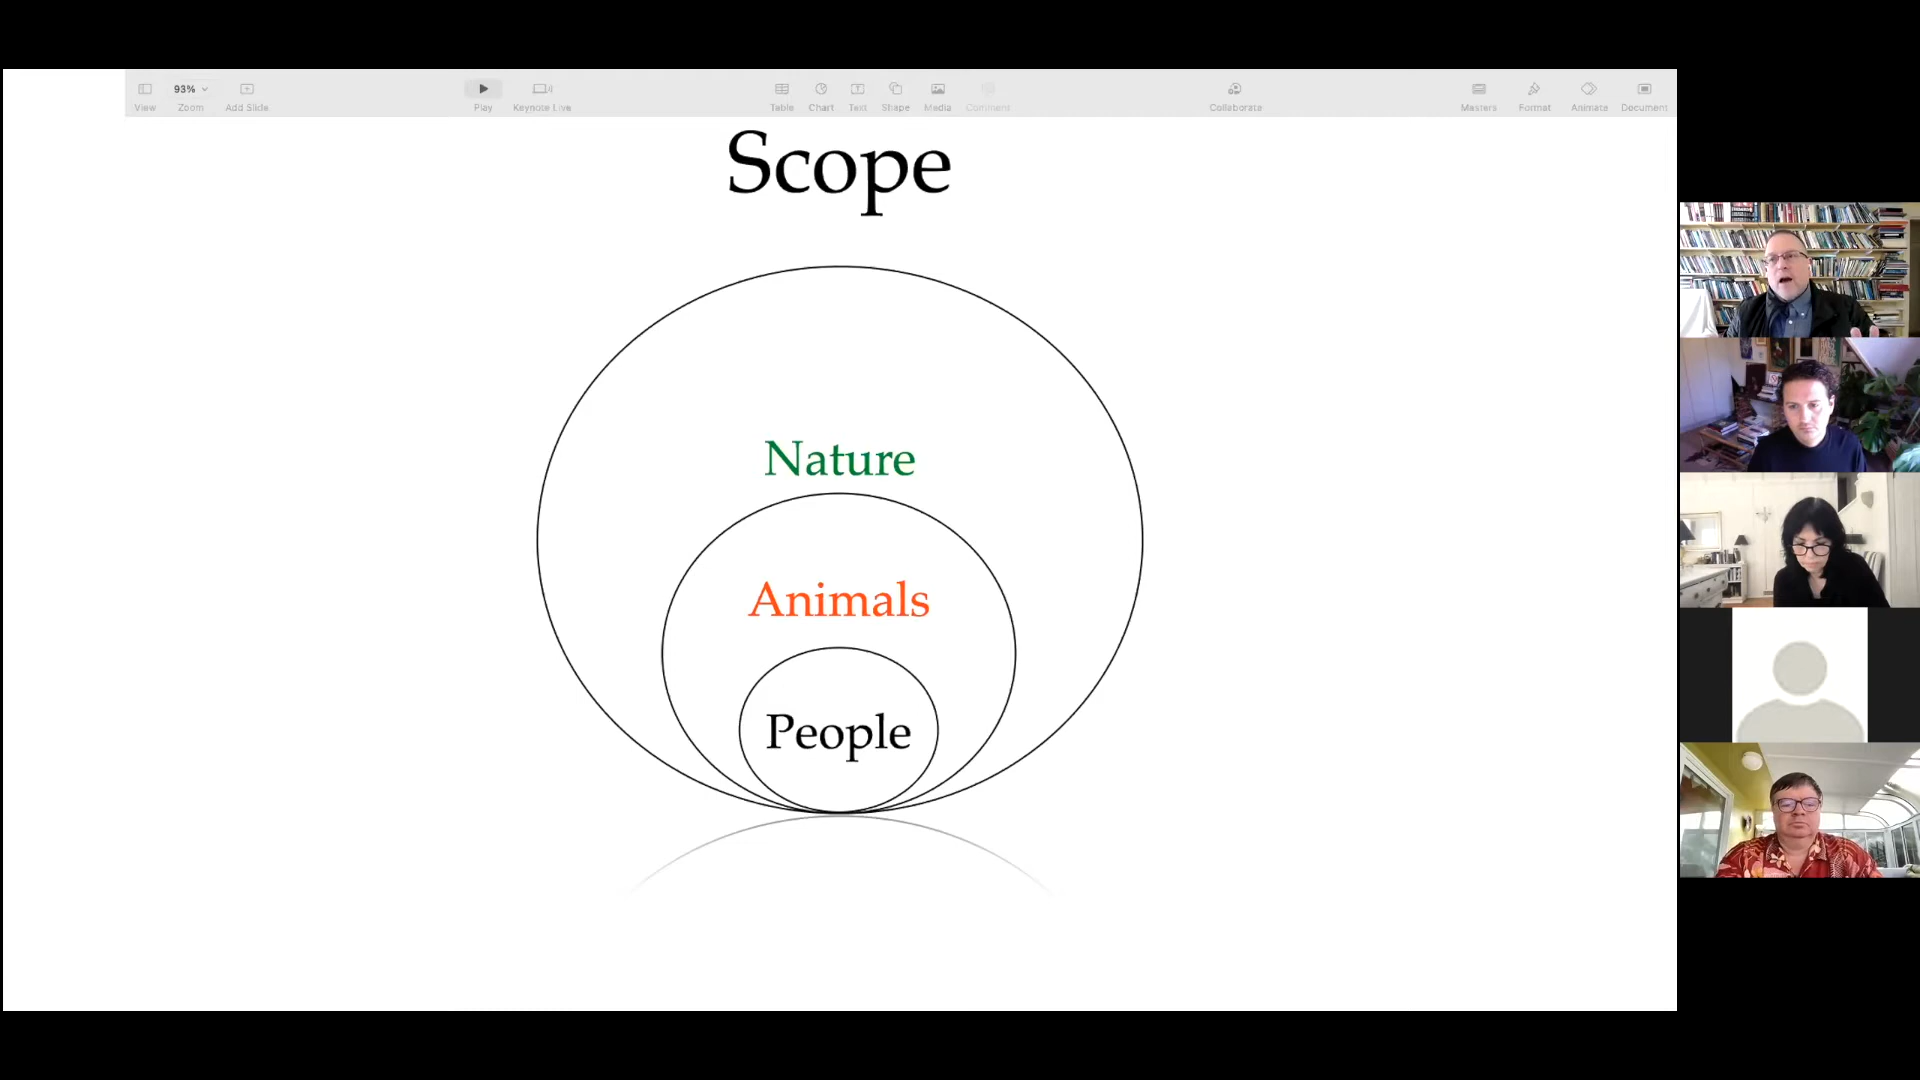 93%
View
Zoom
Add Slide
Play
Keynote Live
Table
Chart
Text
Shape
Media
Comment
Collaborate
Masters
Format
Animate
Document
Scope
Nature
Animals
People